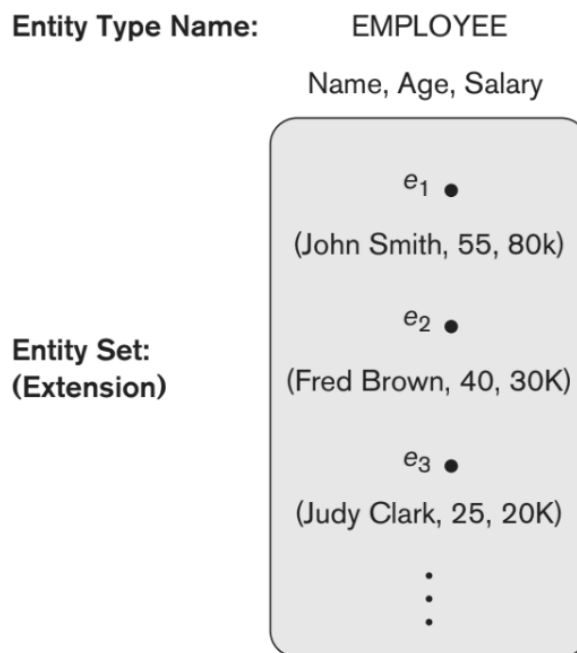 Entity Type Name: EMPLOYEE
Name, Age, Salary
e1
(John Smith, 55, 80k)
e2
Entity Set:
(Extension)
(Fred Brown, 40, 30K)
e3
(Judy Clark, 25, 20K)